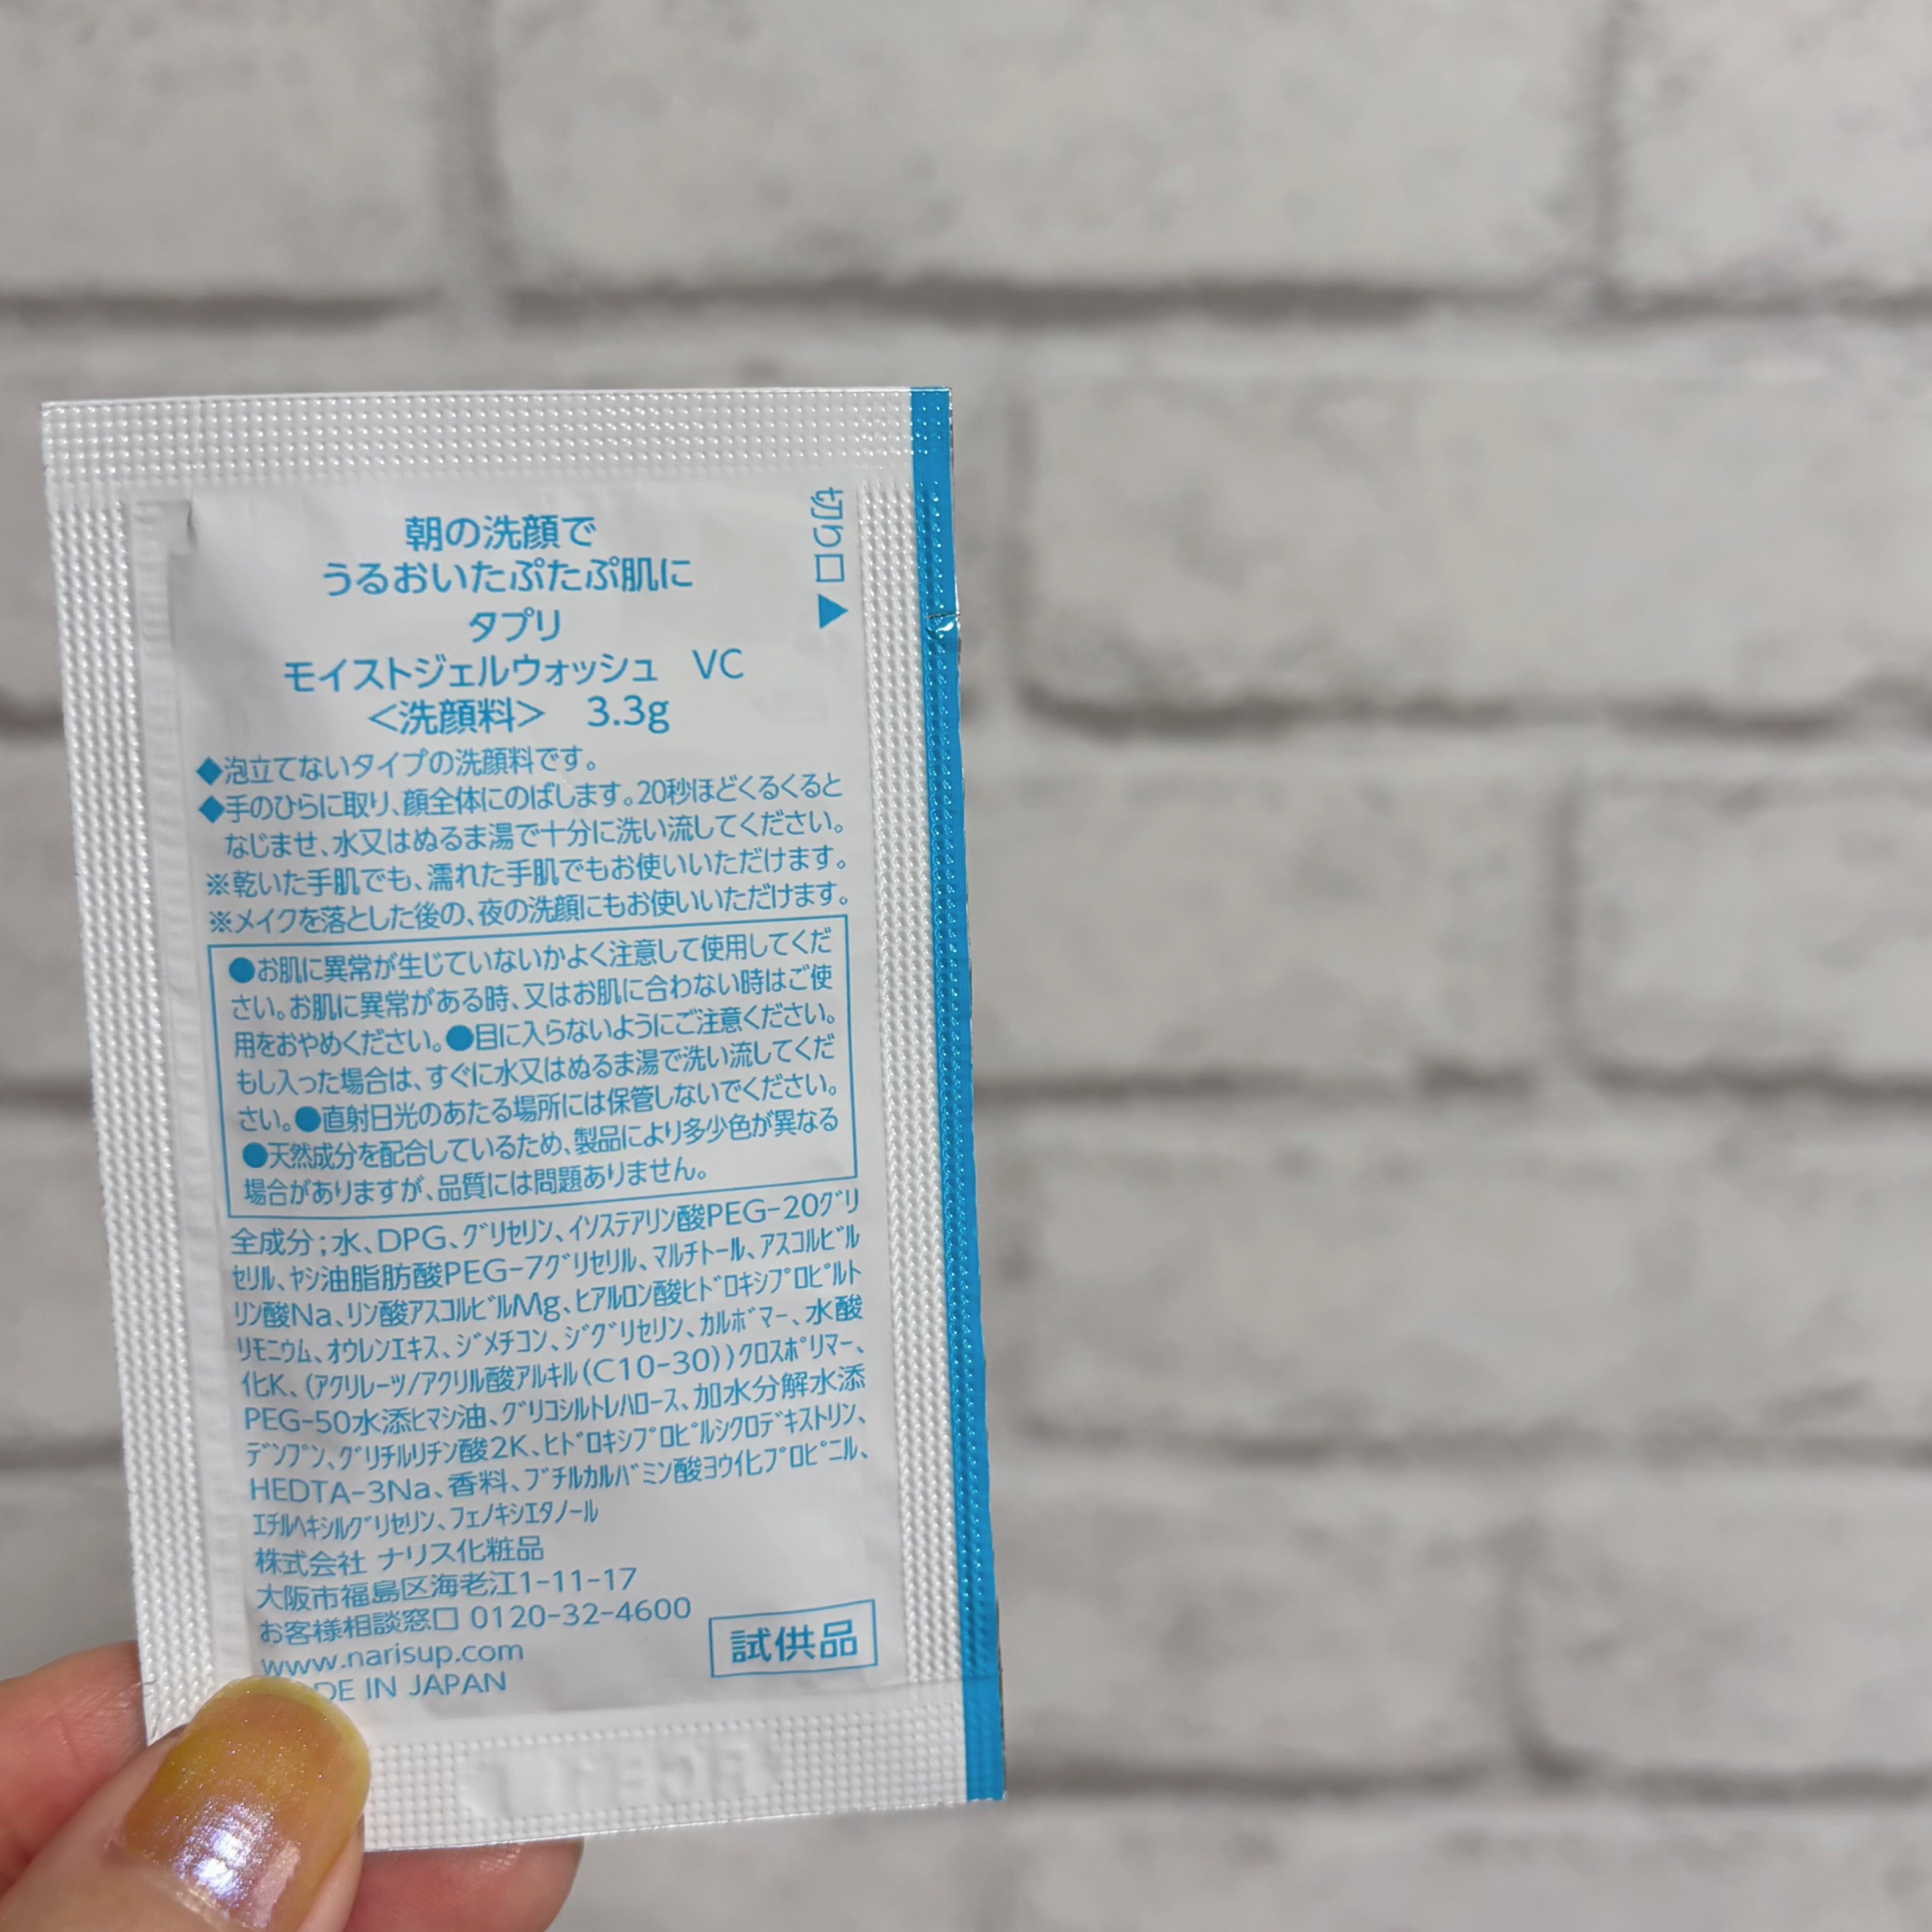 切り口▲
朝の洗顔で
うるおいたぷたぷ肌に
タプリ
モイストジェルウォッシュ VC
＜洗顔料＞ 3.3g
◆泡立てないタイプの洗顔料です。
◆手のひらに取り、顔全体にのばします。20秒ほどくるくると
なじませ、水又はぬるま湯で十分に洗い流してください。
※乾いた手肌でも、濡れた手肌でもお使いいただけます。
※メイクを落とした後の、夜の洗顔にもお使いいただけます。
●お肌に異常が生じていないかよく注意して使用してくだ
さい。お肌に異常がある時、又はお肌に合わない時はご使
用をおやめください。●目に入らないようにご注意ください。
もし入った場合は、すぐに水又はぬるま湯で洗い流してくだ
さい。●直射日光のあたる場所には保管しないでください。
●天然成分を配合しているため、製品により多少色が異なる
場合がありますが、品質には問題ありません。
全成分；水、DPG、ｸﾞﾘｾﾘﾝ、ｲｿｽﾃｱﾘﾝ酸PEG-20ｸﾞﾘ
ｾﾘﾙ、ﾔｼ油脂肪酸PEG-7ｸﾞﾘｾﾘﾙ、ﾏﾙﾁﾄｰﾙ、ｱｽｺﾙﾋﾞﾙ
ﾘﾝ酸Na、ﾘﾝ酸ｱｽｺﾙﾋﾞﾙMg、ﾋｱﾙﾛﾝ酸ﾋﾄﾞﾛｷｼﾌﾟﾛﾋﾟﾙﾄ
ﾘﾓﾆｳﾑ、ｵｳﾚﾝｴｷｽ、ｼﾞﾒﾁｺﾝ、ｼﾞｸﾞﾘｾﾘﾝ、ｶﾙﾎﾞﾏｰ、水酸
化K、(ｱｸﾘﾚｰﾂ/ｱｸﾘﾙ酸ｱﾙｷﾙ(C10-30))ｸﾛｽﾎﾟﾘﾏｰ、
PEG-50水添ﾋﾏｼ油、ｸﾞﾘｺｼﾙﾄﾚﾊﾛｰｽ、加水分解水添
ﾃﾞﾝﾌﾟﾝ、ｸﾞﾘﾁﾙﾘﾁﾝ酸2K、ﾋﾄﾞﾛｷｼﾌﾟﾛﾋﾟﾙｼｸﾛﾃﾞｷｽﾄﾘﾝ、
HEDTA-3Na、香料、ﾌﾞﾁﾙｶﾙﾊﾞﾐﾝ酸ﾖｳ化ﾌﾟﾛﾋﾟﾆﾙ、
ｴﾁﾙﾍｷｼﾙｸﾞﾘｾﾘﾝ、ﾌｪﾉｷｼｴﾀﾉｰﾙ
株式会社 ナリス化粧品
大阪市福島区海老江1-11-17
お客様相談窓口 0120-32-4600
www.narisup.com
DE IN JAPAN
試供品